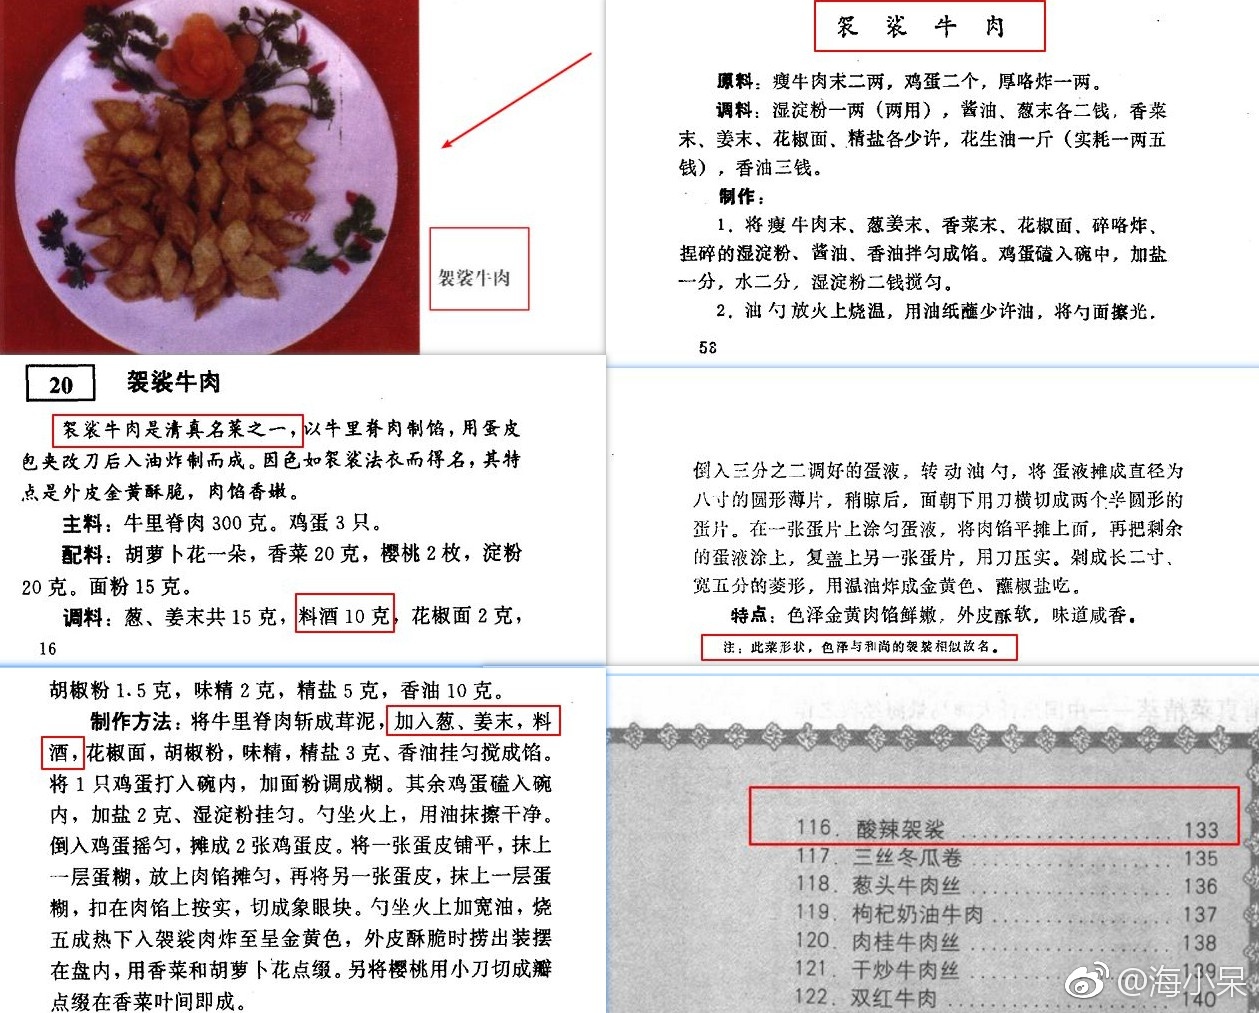 袈裟牛肉
袈裟牛肉
原料：瘦牛肉末二两，鸡蛋二个，厚咯炸一两。
调料：湿淀粉一两（两用），酱油、葱末各二钱，香菜
末、姜末、花椒面、精盐各少许，花生油一斤（实耗一两五
钱），香油三钱。
制作：
1．将瘦牛肉末、葱姜末、香菜末、花椒面、碎咯炸、
捏碎的湿淀粉、酱油、香油拌匀成馅。鸡蛋磕入碗中，加盐
一分，水二分，湿淀粉二钱搅匀。
2．油勺放火上烧温，用油纸蘸少许油，将勺面擦光．
58
20 袈裟牛肉
袈裟牛肉是清真名菜之一，以牛里脊肉制馅，用蛋皮
包夹改刀后入油炸制而成。因色如袈裟法衣而得名，其特
点是外皮金黄酥脆，肉馅香嫩。
主料：牛里脊肉300克。鸡蛋3只。
配料：胡萝卜花一朵，香菜20克，樱桃2枚，淀粉
20克。面粉15克。
调料：葱、姜末共15克，料酒10克，花椒面2克，
16
倒入三分之二调好的蛋液，转动油勺，将蛋液摊成直径为
八寸的圆形薄片，稍晾后，面朝下用刀横切成两个半圆形的
蛋片。在一张蛋片上涂匀蛋液，将肉馅平摊上面，再把剩余
的蛋液涂上，复盖上另一张蛋片，用刀压实。剁成长二寸、
宽五分的菱形，用温油炸成金黄色、蘸椒盐吃。
特点：色泽金黄肉馅鲜嫩，外皮酥软，味道咸香。
注：此菜形状，色泽与和尚的袈裟相似故名。
胡椒粉1.5克，味精2克，精盐5克，香油10克。
制作方法：将牛里脊肉斩成茸泥，加入葱、姜末，料
酒，花椒面，胡椒粉，味精，精盐3克、香油挂匀搅成馅。
将1只鸡蛋打入碗内，加面粉调成糊。其余鸡蛋磕入碗
内，加盐2克、湿淀粉挂匀。勺坐火上，用油抹擦干净。
倒入鸡蛋摇匀，摊成2张鸡蛋皮。将一张蛋皮铺平，抹上
一层蛋糊，放上肉馅摊匀，再将另一张蛋皮，抹上一层蛋
糊，扣在肉馅上按实，切成象眼块。勺坐火上加宽油，烧
五成热下入袈裟肉炸至呈金黄色，外皮酥脆时捞出装摆
在盘内，用香菜和胡萝卜花点缀。另将樱桃用小刀切成瓣
点缀在香菜叶间即成。
116．酸辣袈裟 ................ 133
117．三丝冬瓜卷 ................ 135
118．葱头牛肉丝 ................ 136
119．枸杞奶油牛肉 ................ 137
120．肉桂牛肉丝 ................ 138
121．干炒牛肉丝 ................ 139
122．双红牛肉 ................ 140
@海小呆